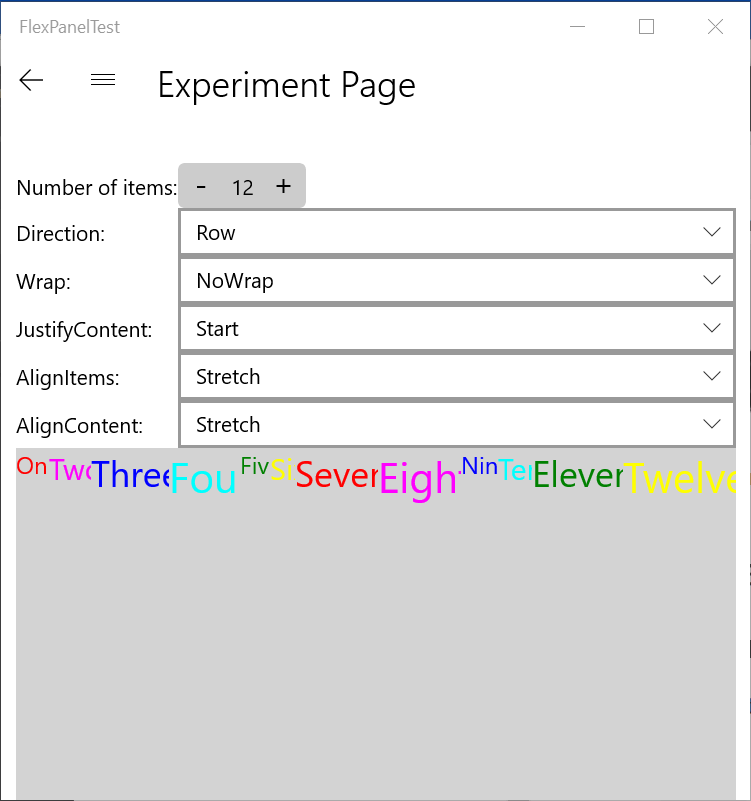 FlexPanelTest
Experiment Page
Number of items: - 12 +
Direction: Row
Wrap: NoWrap
JustifyContent: Start
AlignItems: Stretch
AlignContent: Stretch
On Two Three Fou Fiv Si Seven Eigh Nin Ten Eleven Twelve